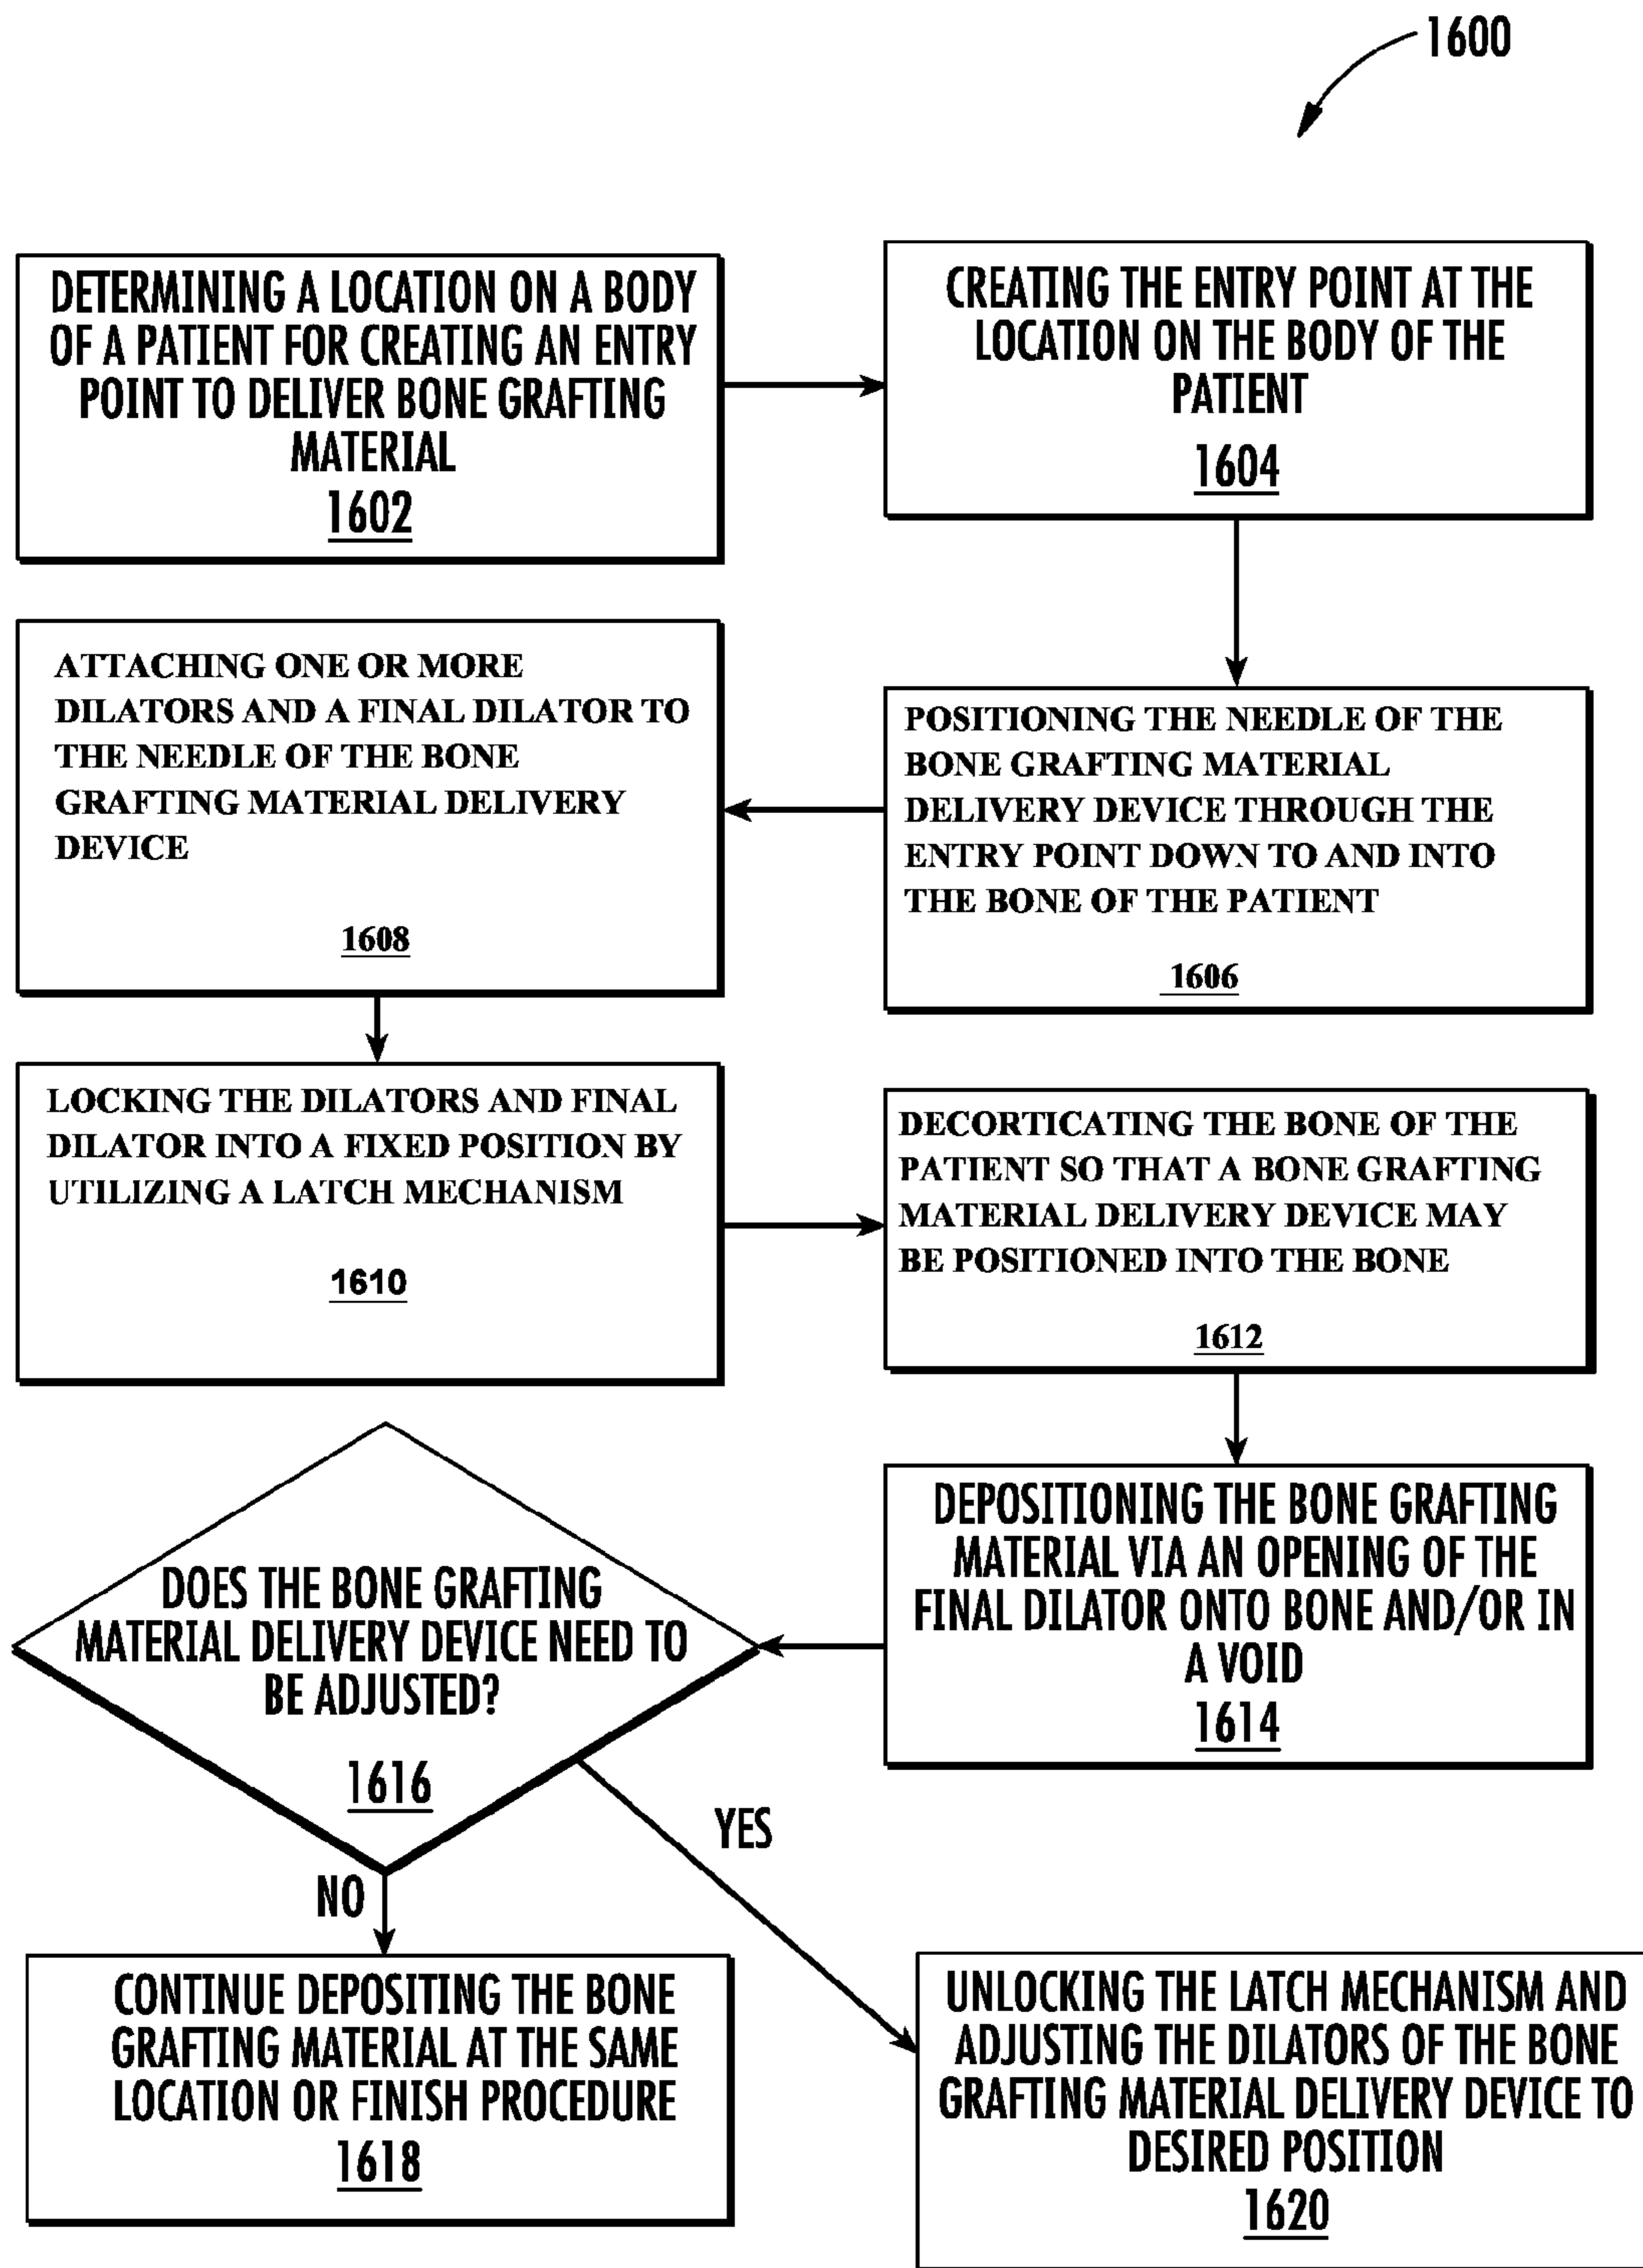 1600
DETERMINING A LOCATION ON A BODY
OF A PATIENT FOR CREATING AN ENTRY
POINT TO DELIVER BONE GRAFTING
MATERIAL
1602
CREATING THE ENTRY POINT AT THE
LOCATION ON THE BODY OF THE
PATIENT
1604
POSITIONING THE NEEDLE OF THE
BONE GRAFTING MATERIAL
DELIVERY DEVICE THROUGH THE
ENTRY POINT DOWN TO AND INTO
THE BONE OF THE PATIENT
1606
ATTACHING ONE OR MORE
DILATORS AND A FINAL DILATOR TO
THE NEEDLE OF THE BONE
GRAFTING MATERIAL DELIVERY
DEVICE
1608
LOCKING THE DILATORS AND FINAL
DILATOR INTO A FIXED POSITION BY
UTILIZING A LATCH MECHANISM
1610
DECORTICATING THE BONE OF THE
PATIENT SO THAT A BONE GRAFTING
MATERIAL DELIVERY DEVICE MAY
BE POSITIONED INTO THE BONE
1612
DEPOSITIONING THE BONE GRAFTING
MATERIAL VIA AN OPENING OF THE
FINAL DILATOR ONTO BONE AND/OR IN
A VOID
1614
DOES THE BONE GRAFTING
MATERIAL DELIVERY DEVICE NEED TO
BE ADJUSTED?
1616
YES
NO
CONTINUE DEPOSITING THE BONE
GRAFTING MATERIAL AT THE SAME
LOCATION OR FINISH PROCEDURE
1618
UNLOCKING THE LATCH MECHANISM AND
ADJUSTING THE DILATORS OF THE BONE
GRAFTING MATERIAL DELIVERY DEVICE TO
DESIRED POSITION
1620